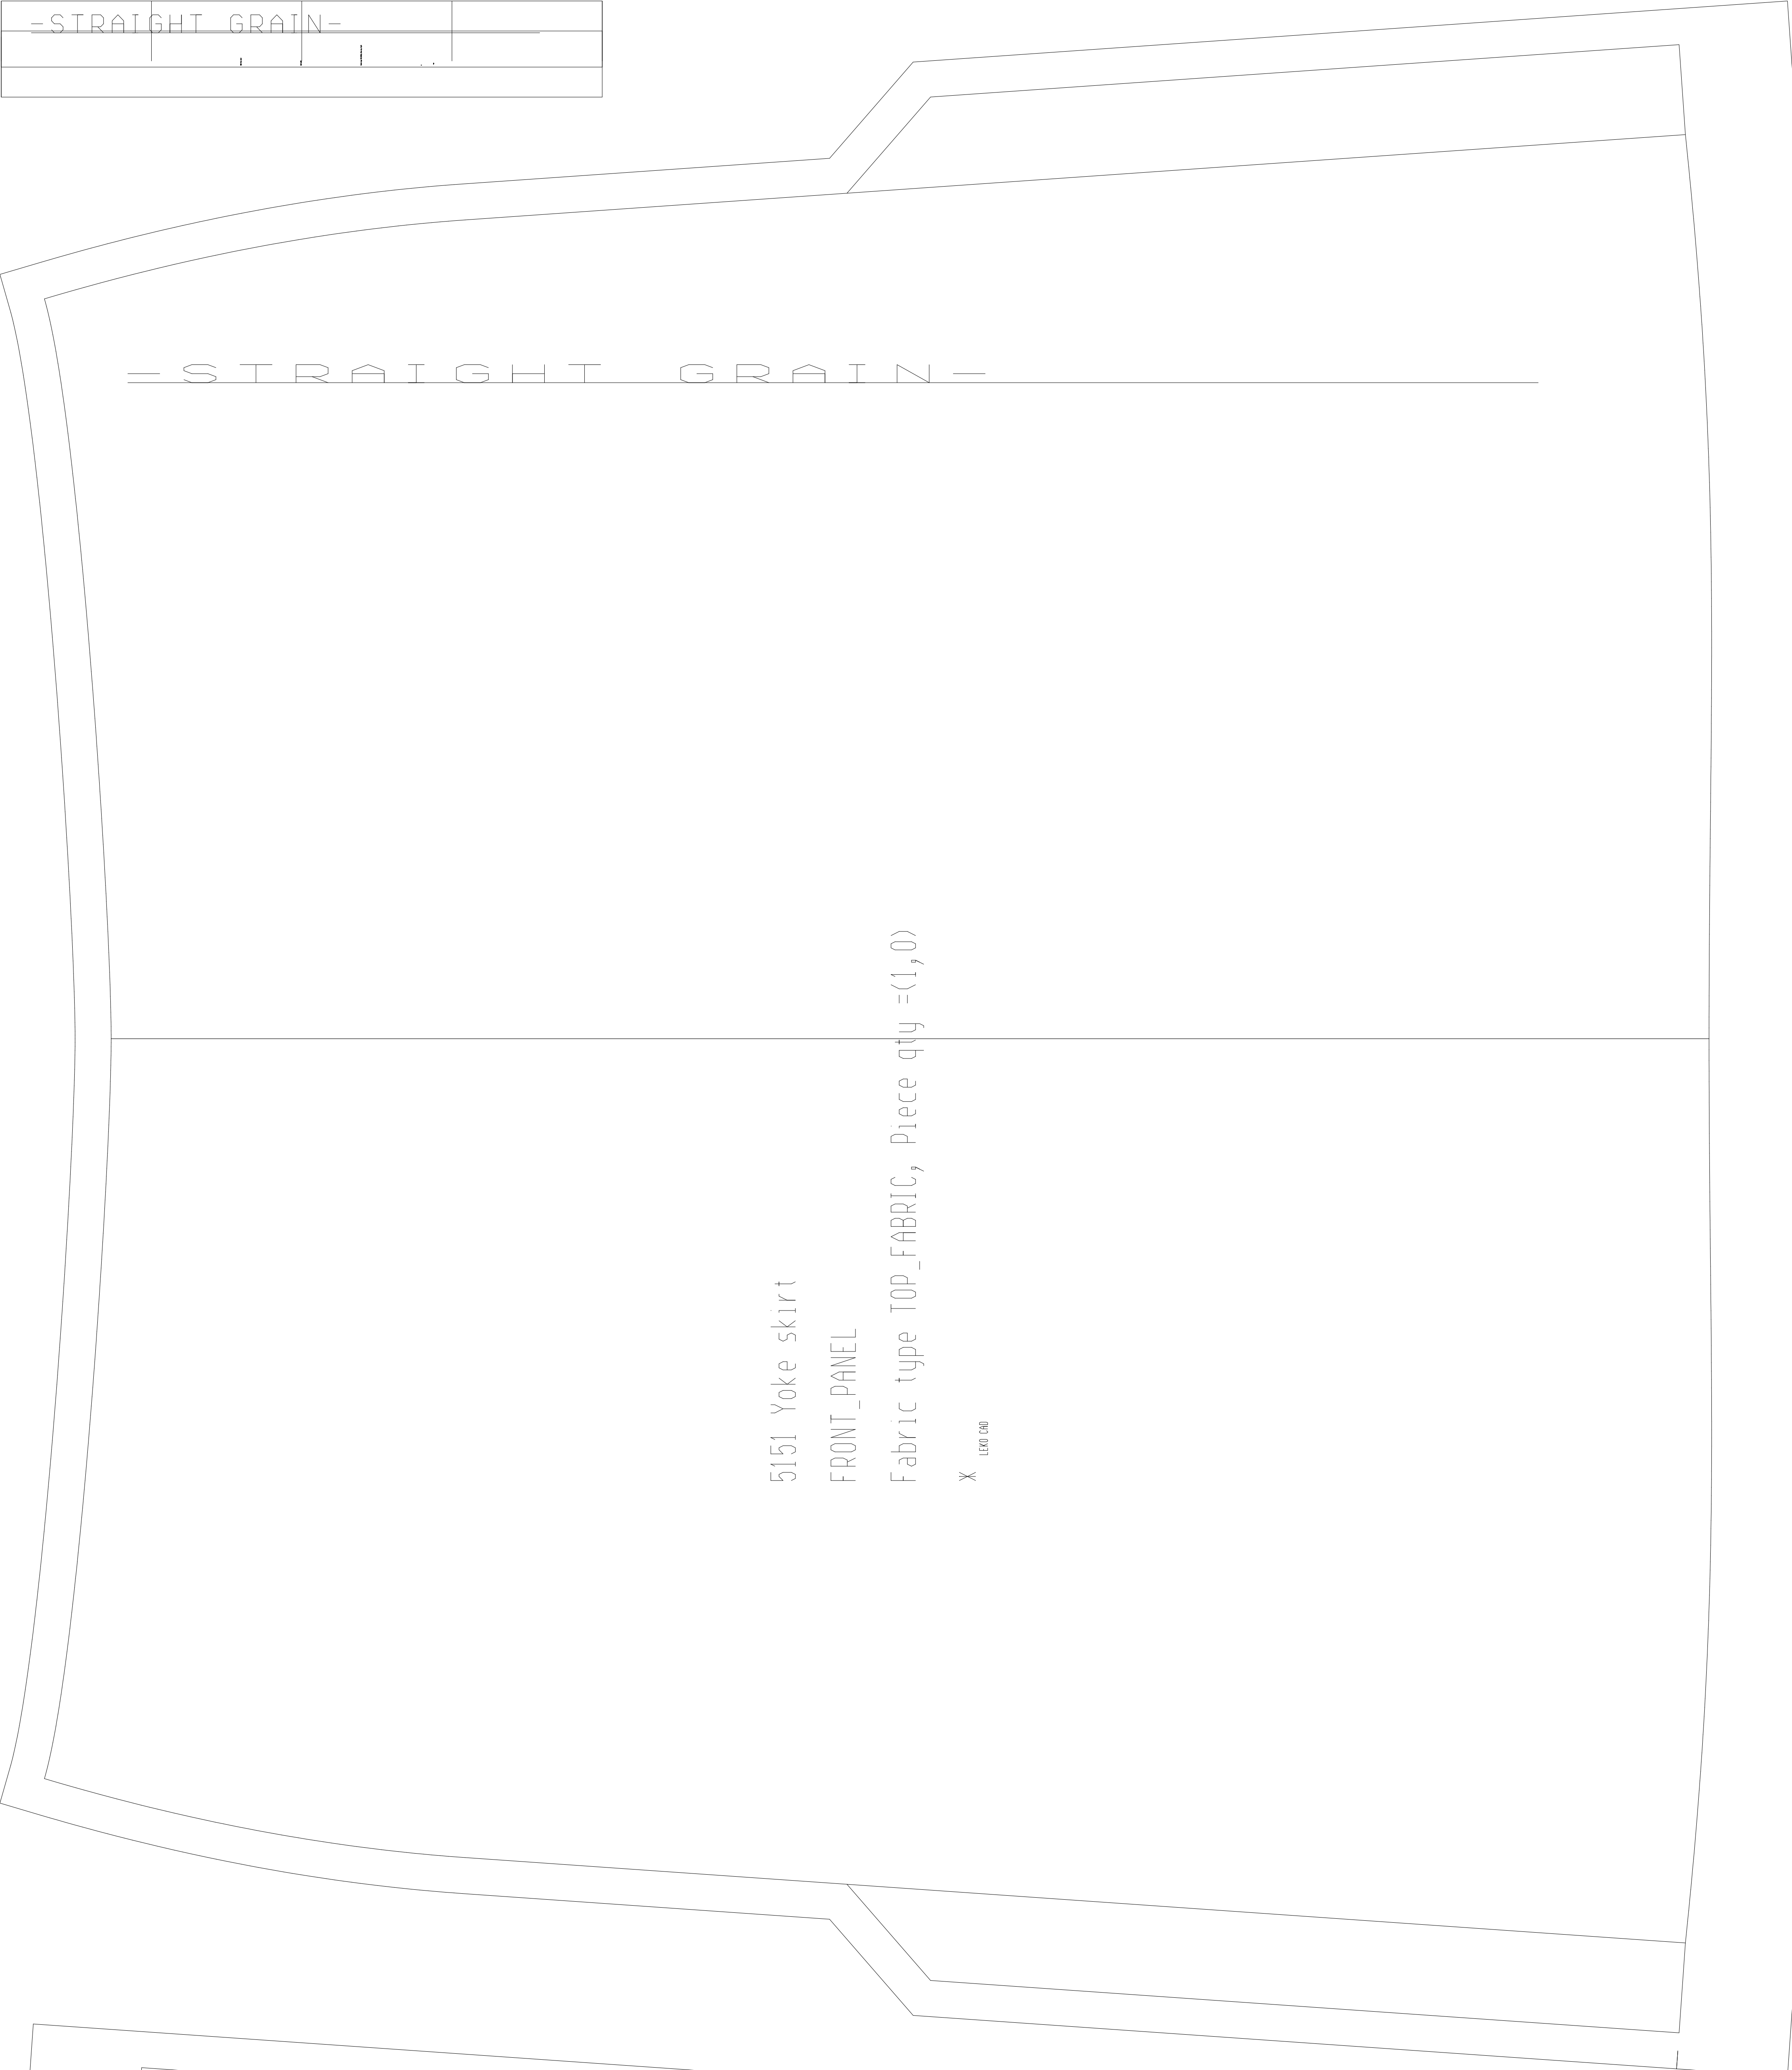 -STRAIGHT GRAIN-
-STRAIGHT GRAIN-
5151 Yoke skirt
FRONT_PANEL
Fabric type TOP_FABRIC, Piece qty =(1,0)
* LEKO CAD